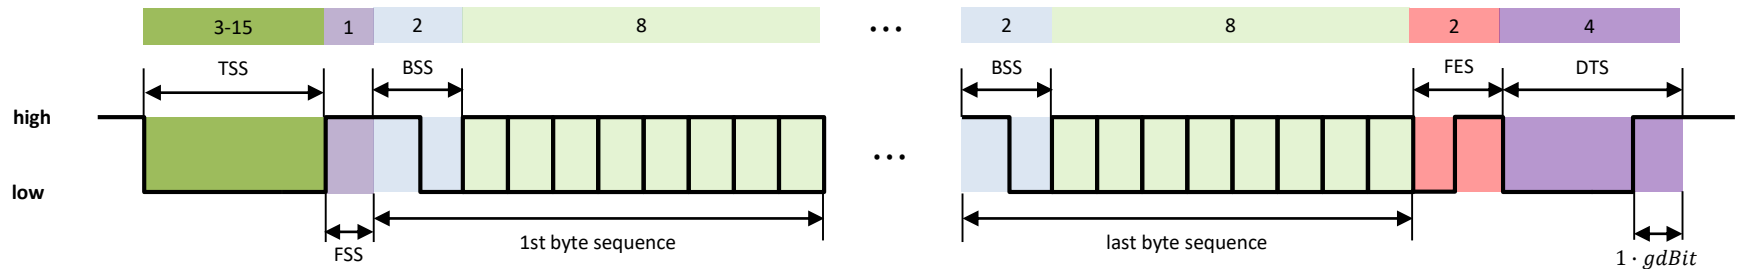 3-15 1 2 8 ... 2 8 2 4
TSS BSS BSS FES DTS
high
...
low
FSS 1st byte sequence last byte sequence 1 · gdBit